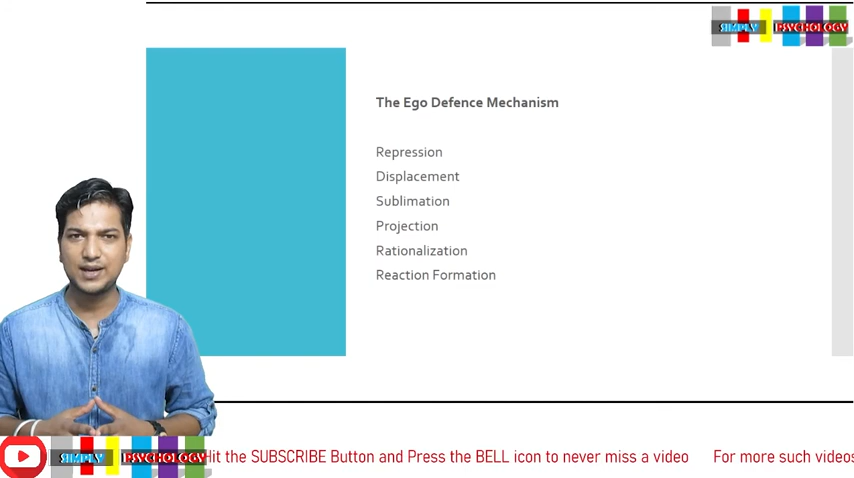 SIMPLY PSYCHOLOGY
The Ego Defence Mechanism
Repression
Displacement
Sublimation
Projection
Rationalization
Reaction Formation
SIMPLY PSYCHOLOGY Hit the SUBSCRIBE Button and Press the BELL icon to never miss a video For more such videos